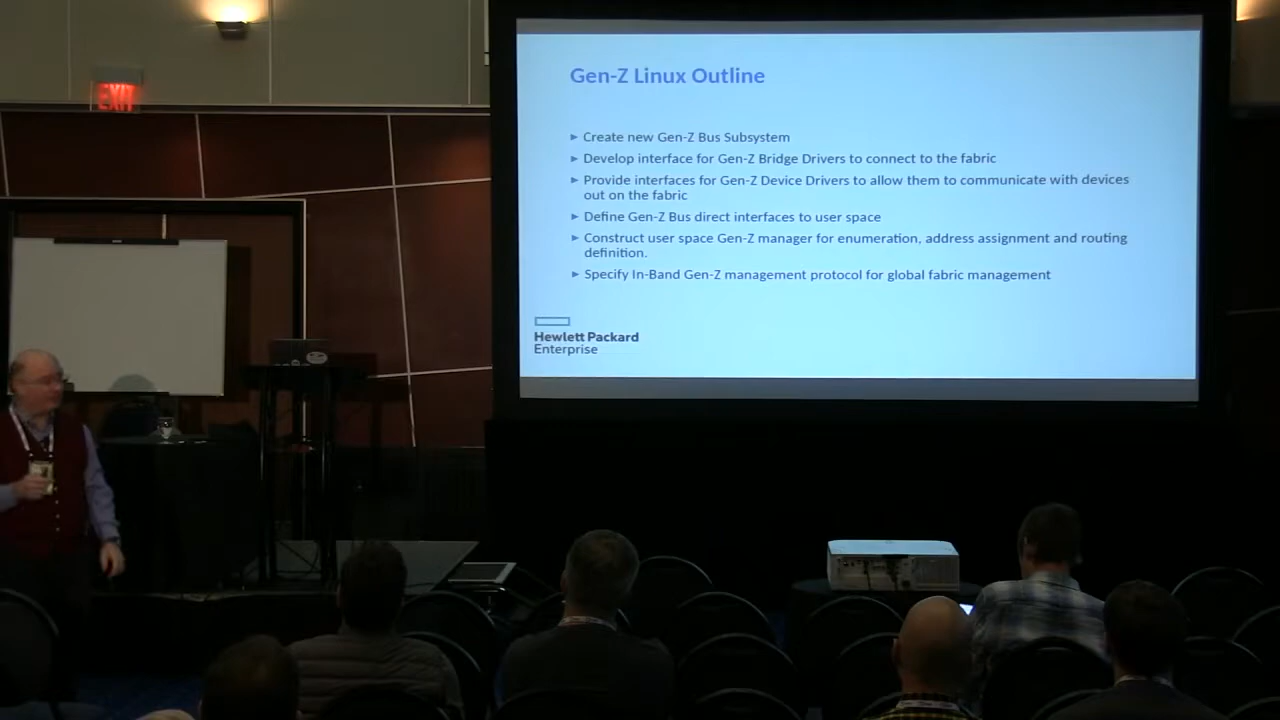 EXIT
Gen-Z Linux Outline
Create new Gen-Z Bus Subsystem
Develop interface for Gen-Z Bridge Drivers to connect to the fabric
Provide interfaces for Gen-Z Device Drivers to allow them to communicate with devices
out on the fabric
Define Gen-Z Bus direct interfaces to user space
Construct user space Gen-Z manager for enumeration, address assignment and routing
definition.
Specify In-Band Gen-Z management protocol for global fabric management
Hewlett Packard
Enterprise